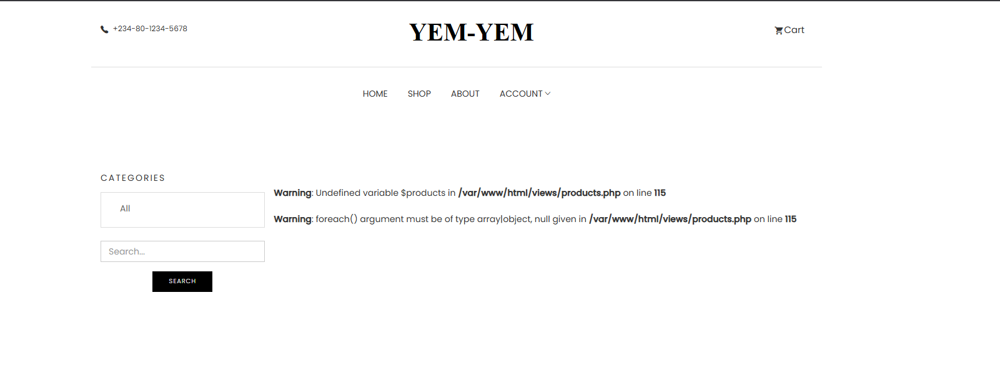 +234-80-1234-5678
YEM-YEM
Cart
HOME SHOP ABOUT ACCOUNT
CATEGORIES
All
Search...
SEARCH
Warning: Undefined variable $products in /var/www/html/views/products.php on line 115
Warning: foreach() argument must be of type array|object, null given in /var/www/html/views/products.php on line 115